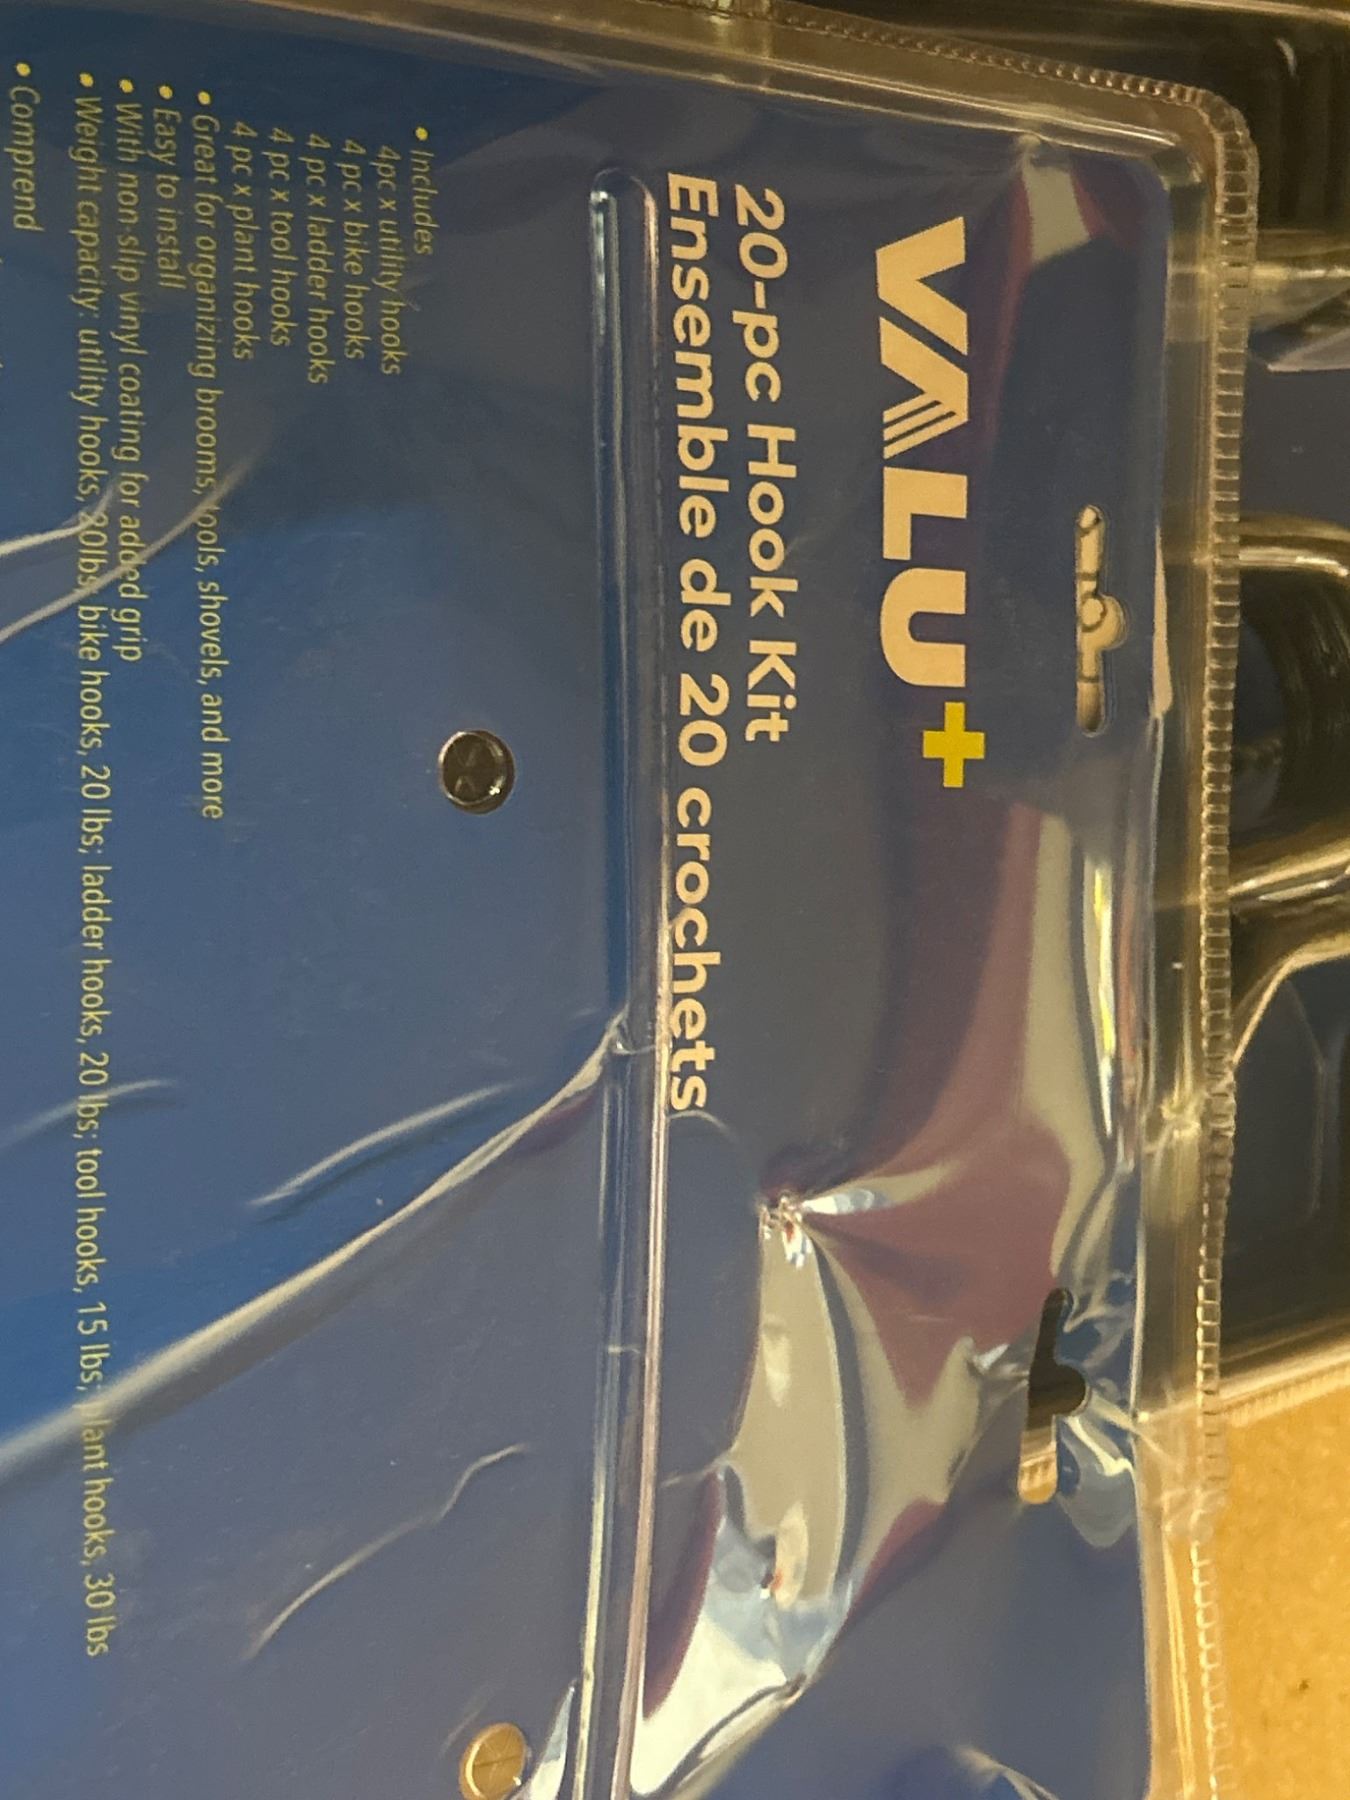 VALU+
20-pc Hook Kit
Ensemble de 20 crochets
• Includes
4pc x utility hooks
4 pc x bike hooks
4 pc x ladder hooks
4 pc x tool hooks
4 pc x plant hooks
• Great for organizing brooms, tools, shovels, and more
• Easy to install
• With non-slip vinyl coating for added grip
• Weight capacity: utility hooks, 20lbs; bike hooks, 20 lbs; ladder hooks, 20 lbs; tool hooks, 15 lbs; plant hooks, 30 lbs
• Comprend